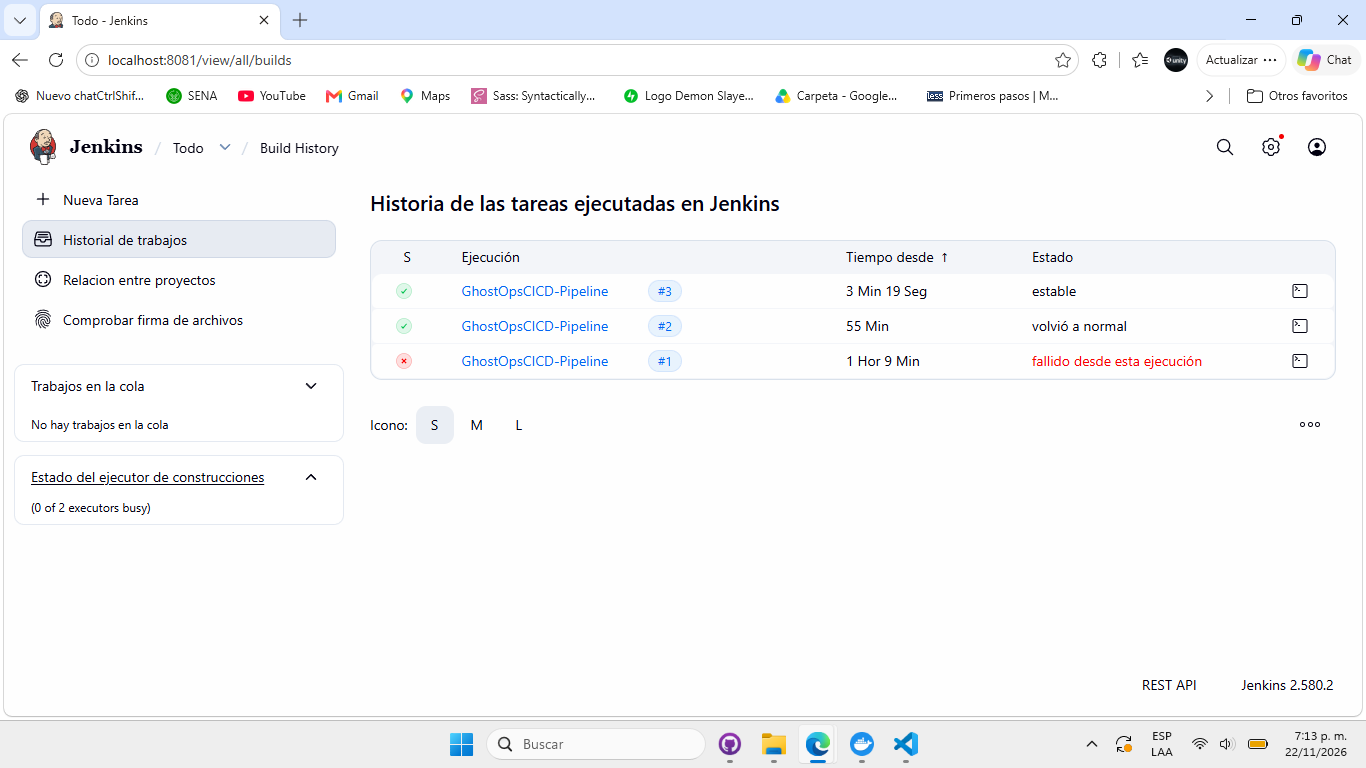 Todo - Jenkins
localhost:8081/view/all/builds
unity
Actualizar
Chat
Nuevo chatCtrlShif...
SENA
YouTube
Gmail
Maps
Sass: Syntactically...
Logo Demon Slaye...
Carpeta - Google...
Primeros pasos | M...
Otros favoritos
Jenkins / Todo / Build History
Nueva Tarea
Historial de trabajos
Relacion entre proyectos
Comprobar firma de archivos
Trabajos en la cola
No hay trabajos en la cola
Estado del ejecutor de construcciones
(0 of 2 executors busy)
Historia de las tareas ejecutadas en Jenkins
S Ejecución Tiempo desde ↑ Estado
GhostOpsCICD-Pipeline #3 3 Min 19 Seg estable
GhostOpsCICD-Pipeline #2 55 Min volvió a normal
GhostOpsCICD-Pipeline #1 1 Hor 9 Min fallido desde esta ejecución
Icono: S M L
REST API Jenkins 2.580.2
Buscar
ESP
LAA
7:13 p. m.
22/11/2026